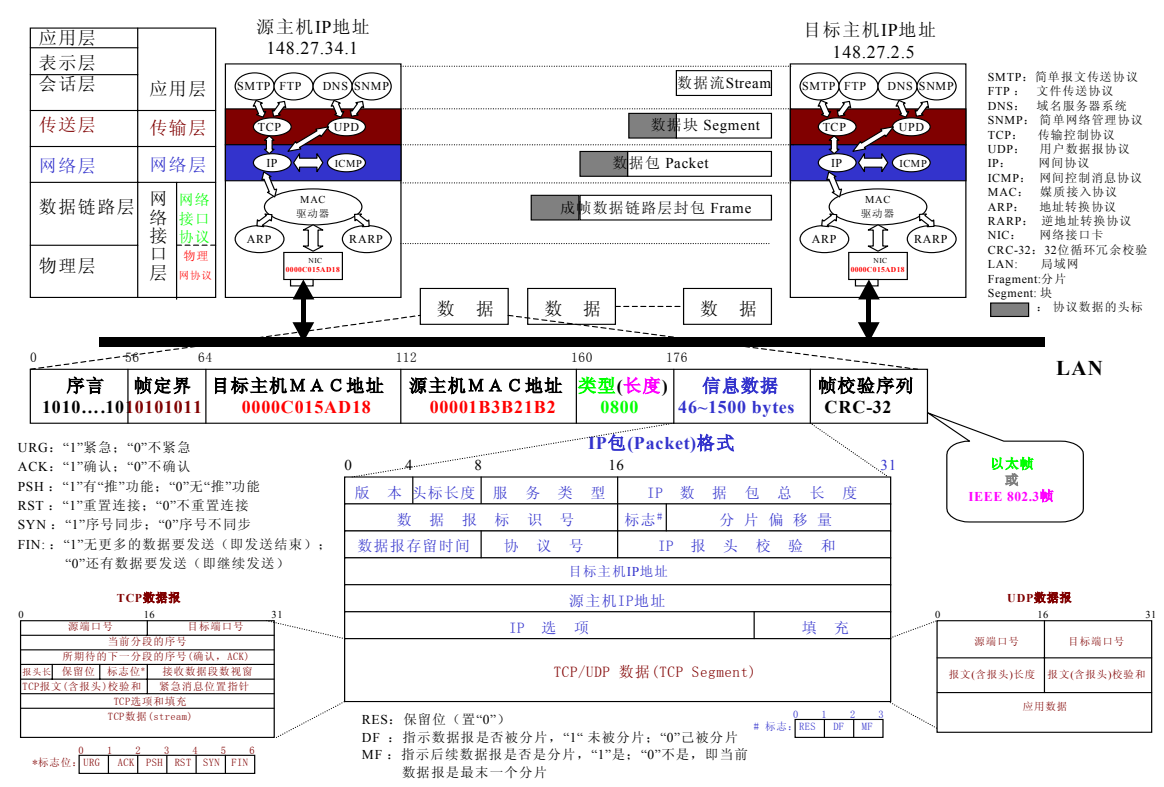 应用层
表示层
会话层
传送层
网络层
数据链路层
物理层
应用层
传输层
网络层
网络接口层
网络接口协议
物理网协议
源主机IP地址
148.27.34.1
SMTP FTP DNS SNMP
TCP UPD
IP ICMP
MAC
驱动器
ARP RARP
NIC
0000C015AD18
数据流Stream
数据块 Segment
数据包 Packet
成帧数据链路层封包 Frame
数 据 数 据 数 据
目标主机IP地址
148.27.2.5
SMTP FTP DNS SNMP
TCP UPD
IP ICMP
MAC
驱动器
ARP RARP
NIC
0000C015AD18
SMTP: 简单报文传送协议
FTP : 文件传送协议
DNS: 域名服务器系统
SNMP: 简单网络管理协议
TCP: 传输控制协议
UDP: 用户数据报协议
IP: 网间协议
ICMP: 网间控制消息协议
MAC: 媒质接入协议
ARP: 地址转换协议
RARP: 逆地址转换协议
NIC: 网络接口卡
CRC-32: 32位循环冗余校验
LAN: 局域网
Fragment:分片
Segment: 块
: 协议数据的头标
LAN
0 56 64 112 160 176
序言 帧定界 目标主机MAC地址 源主机MAC地址 类型(长度) 信息数据 帧校验序列
1010....10 10101011 0000C015AD18 00001B3B21B2 0800 46~1500 bytes CRC-32
以太帧
或
IEEE 802.3帧
URG: “1”紧急; “0”不紧急
ACK: “1”确认; “0”不确认
PSH : “1”有“推”功能; “0”无“推”功能
RST : “1”重置连接; “0”不重置连接
SYN : “1”序号同步; “0”序号不同步
FIN: : “1”无更多的数据要发送（即发送结束）;
“0”还有数据要发送（即继续发送）
IP包(Packet)格式
0 4 8 16 31
版 本 头标长度 服 务 类 型 IP 数 据 包 总 长 度
数 据 报 标 识 号 标志# 分 片 偏 移 量
数据报存留时间 协 议 号 IP 报 头 校 验 和
目标主机IP地址
源主机IP地址
IP 选 项 填 充
TCP/UDP 数据(TCP Segment)
TCP数据报
0 16 31
源端口号 目标端口号
当前分段的序号
所期待的下一分段的序号(确认, ACK)
报头长 保留位 标志位* 接收数据段数视窗
TCP报文(含报头)校验和 紧急消息位置指针
TCP选项和填充
TCP数据(stream)
0 1 2 3 4 5 6
*标志位: URG ACK PSH RST SYN FIN
RES: 保留位（置“0”）
DF : 指示数据报是否被分片, “1“ 未被分片; “0”己被分片
MF : 指示后续数据报是否是分片, “1”是; “0”不是, 即当前
数据报是最末一个分片
0 1 2 3
# 标志: RES DF MF
UDP数据报
0 16 31
源端口号 目标端口号
报文(含报头)长度 报文(含报头)校验和
应用数据